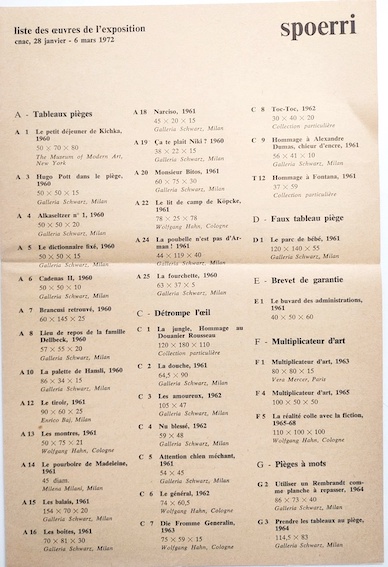 liste des œuvres de l'exposition
cnac, 28 janvier - 6 mars 1972
spoerri
A - Tableaux pièges
A 1 Le petit déjeuner de Kichka,
1960
50 × 70 × 80
The Museum of Modern Art,
New York
A 3 Hugo Pott dans le piège,
1960
50 × 50 × 15
Galleria Schwarz, Milan
A 4 Alkaseltzer n° 1, 1960
50 × 50 × 20
Galleria Schwarz, Milan
A 5 Le dictionnaire fixé, 1960
50 × 50 × 15
Galleria Schwarz, Milan
A 6 Cadenas II, 1960
50 × 50 × 10
Galleria Schwarz, Milan
A 7 Brancusi retrouvé, 1960
60 × 145 × 25
A 8 Lieu de repos de la famille
Delbeck, 1960
57 × 55 × 20
Galleria Schwarz, Milan
A 10 La palette de Hamdi, 1960
86 × 34 × 15
Galleria Schwarz, Milan
A 12 Le tiroir, 1961
90 × 60 × 25
Enrico Baj, Milan
A 13 Les montres, 1961
50 × 75 × 21
Wolfgang Hahn, Cologne
A 14 Le pourboire de Madeleine,
1961
45 diam.
Milena Milani, Milan
A 15 Les balais, 1961
154 × 70 × 20
Galleria Schwarz, Milan
A 16 Les boîtes, 1961
70 × 81 × 30
Galleria Schwarz, Milan
A 18 Narciso, 1961
45 × 20 × 15
Galleria Schwarz, Milan
A 19 Ça te plaît Niki ? 1960
38 × 22 × 15
Galleria Schwarz, Milan
A 20 Monsieur Bitos, 1961
60 × 75 × 50
Galleria Schwarz, Milan
A 22 Le lit de camp de Köpcke,
1961
78 × 25 × 78
Wolfgang Hahn, Cologne
A 24 La poubelle n'est pas d'Ar-
man ! 1961
44 × 119 × 40
Galleria Schwarz, Milan
A 25 La fourchette, 1961
63 × 37 × 5
Galleria Schwarz, Milan
C - Détrompe l'œil
C 1 La jungle, Hommage au
Douanier Rousseau
120 × 180 × 110
Collection particulière
C 2 La douche, 1961
64,5 × 90
Galleria Schwarz, Milan
C 3 Les amoureux, 1962
105 × 47
Galleria Schwarz, Milan
C 4 Nu blessé, 1962
59 × 48
Galleria Schwarz, Milan
C 5 Attention chien méchant,
1961
54 × 45
Galleria Schwarz, Milan
C 6 Le général, 1962
74 × 60,5
Wolfgang Hahn, Cologne
C 7 Die Fromme Generalin,
1963
75 × 59 × 15
Wolfgang Hahn, Cologne
C 8 Toc-Toc, 1962
30 × 40 × 20
Collection particulière
C 9 Hommage à Alexandre
Dumas, chieur d'encre, 1961
56 × 41 × 10
Galleria Schwarz, Milan
T 12 Hommage à Fontana, 1961
37 × 59
Collection particulière
D - Faux tableau piège
D 1 Le parc de bébé, 1961
120 × 140 × 55
Galleria Schwarz, Milan
E - Brevet de garantie
E 1 Le buvard des administrations,
1961
40 × 50 × 60
F - Multiplicateur d'art
F 1 Multiplicateur d'art, 1963
80 × 80 × 15
Vera Mercer, Paris
F 4 Multiplicateur d'art, 1965
100 × 50 × 50
F 5 La réalité colle avec la fiction,
1965-68
110 × 100 × 100
Wolfgang Hahn, Cologne
G - Pièges à mots
G 2 Utiliser un Rembrandt com-
me planche à repasser, 1964
86 × 73 × 40
Galleria Schwarz, Milan
G 3 Prendre les tableaux au piège,
1964
114,5 × 83
Galleria Schwarz, Milan